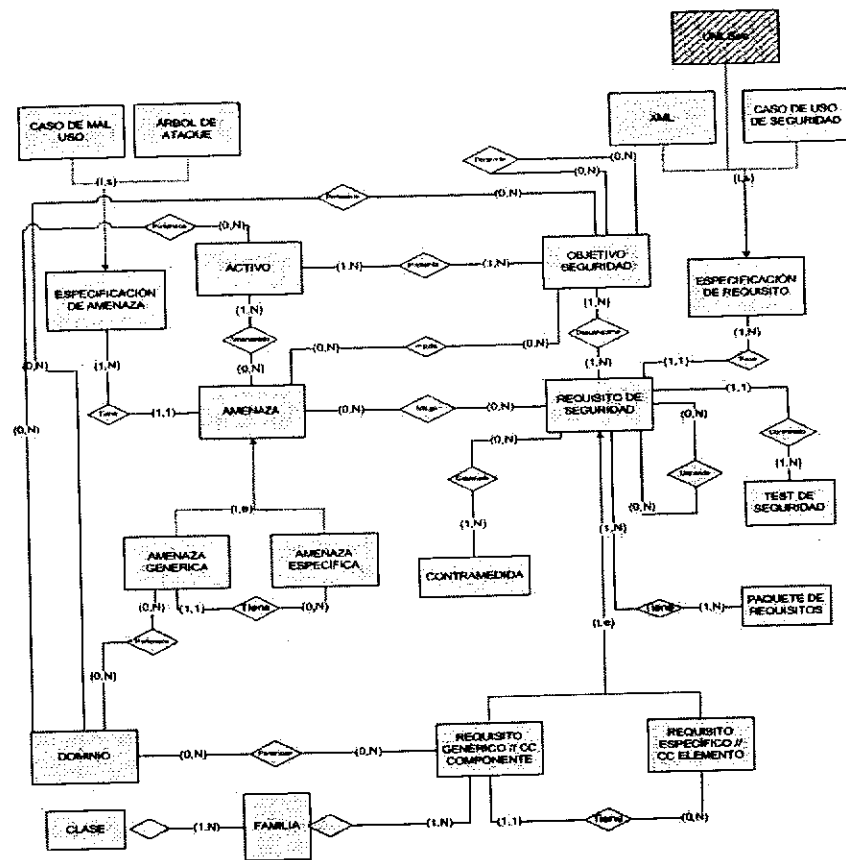 UMLSec
CASO DE MAL
USO
ÁRBOL DE
ATAQUE
XML
CASO DE USO
DE SEGURIDAD
(0,N)
(0,N)
(0,N)
(0,N)
(0,N)
ACTIVO
(1,N)
(1,N)
OBJETIVO
SEGURIDAD
ESPECIFICACIÓN
DE AMENAZA
ESPECIFICACIÓN
DE REQUISITO
(1,N)
(1,N)
(1,N)
(0,N)
(0,N)
(0,N)
(1,N)
(1,N)
(0,N)
(1,1)
Tiene
(1,1)
AMENAZA
(0,N)
(0,N)
REQUISITO DE
SEGURIDAD
(1,1)
(0,N)
(0,N)
(0,N)
(1,N)
TEST DE
SEGURIDAD
(0,N)
(1,N)
(1,N)
(1,N)
AMENAZA
GENERICA
AMENAZA
ESPECIFICA
CONTRAMEDIDA
(0,N)
(1,1)
Tiene
(0,N)
Tiene
(1,N)
PAQUETE DE
REQUISITOS
(0,N)
DOMINIO
(0,N)
(0,N)
REQUISITO
GENÉRICO // CC
COMPONENTE
REQUISITO
ESPECÍFICO //
CC ELEMENTO
CLASE
(1,N)
FAMILIA
(1,N)
(1,1)
Tiene
(0,N)